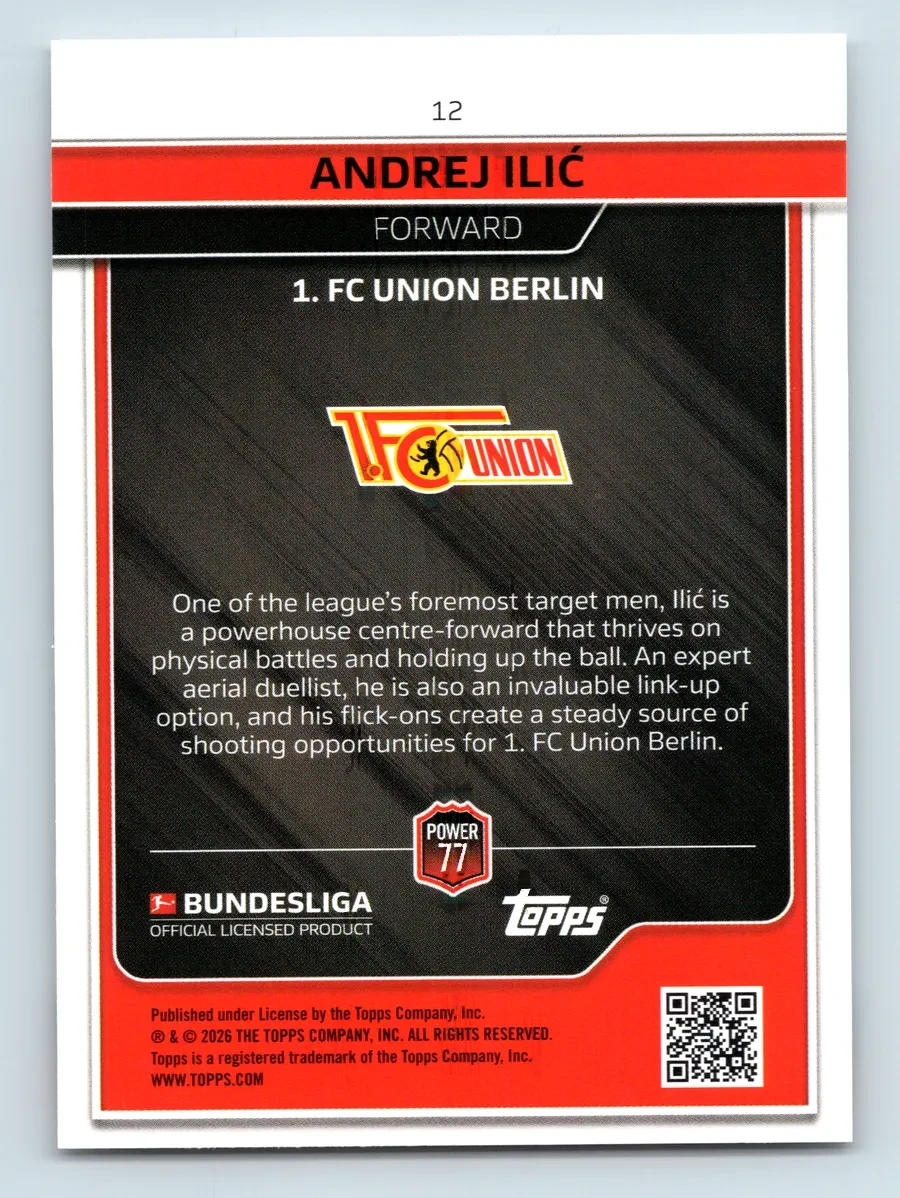 12
ANDREJ ILIĆ
FORWARD
1. FC UNION BERLIN
1FC UNION
One of the league's foremost target men, Ilić is
a powerhouse centre-forward that thrives on
physical battles and holding up the ball. An expert
aerial duellist, he is also an invaluable link-up
option, and his flick-ons create a steady source of
shooting opportunities for 1. FC Union Berlin.
POWER
77
BUNDESLIGA
OFFICIAL LICENSED PRODUCT
topps®
Published under License by the Topps Company, Inc.
® & © 2026 THE TOPPS COMPANY, INC. ALL RIGHTS RESERVED.
Topps is a registered trademark of the Topps Company, Inc.
WWW.TOPPS.COM